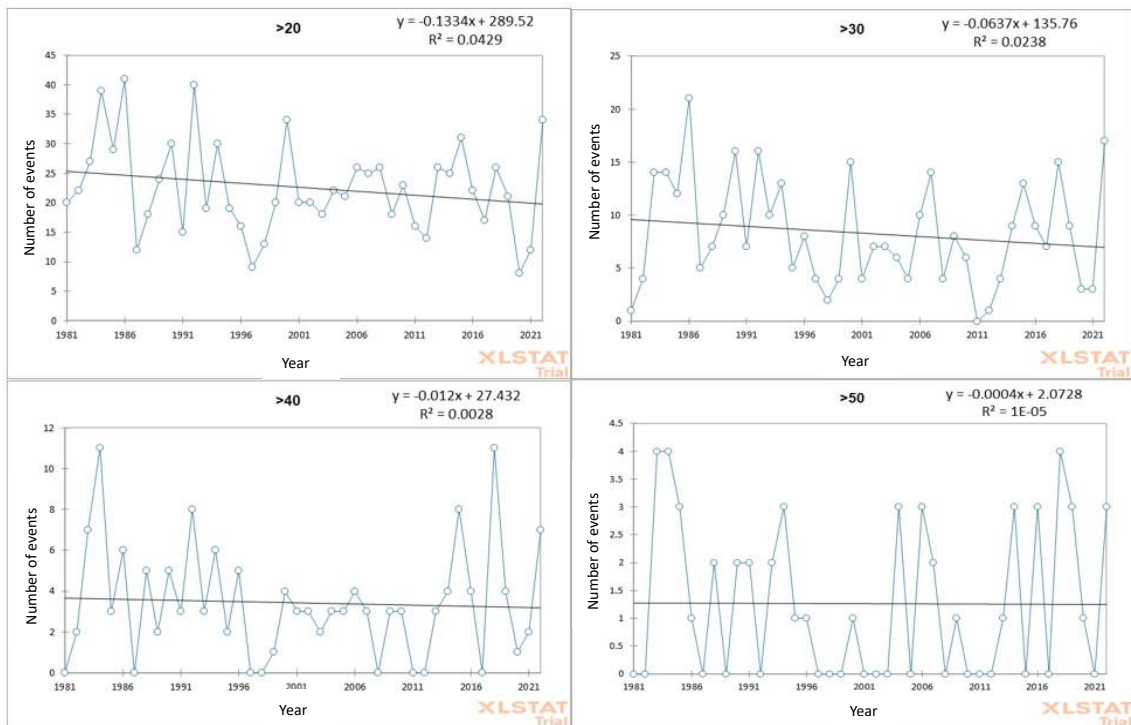 >20
y = -0.1334x + 289.52
R² = 0.0429
45
40
35
30
25
20
15
10
5
0
Number of events
1981 1986 1991 1996 2001 2006 2011 2016 2021
Year
XLSTAT
Trial
>30
y = -0.0637x + 135.76
R² = 0.0238
25
20
15
10
5
0
Number of events
1981 1986 1991 1996 2001 2006 2011 2016 2021
Year
XLSTAT
Trial
>40
y = -0.012x + 27.432
R² = 0.0028
12
10
8
6
4
2
0
Number of events
1981 1986 1991 1996 2001 2006 2011 2016 2021
Year
XLSTAT
Trial
>50
y = -0.0004x + 2.0728
R² = 1E-05
4.5
4
3.5
3
2.5
2
1.5
1
0.5
0
Number of events
1981 1986 1991 1996 2001 2006 2011 2016 2021
Year
XLSTAT
Trial